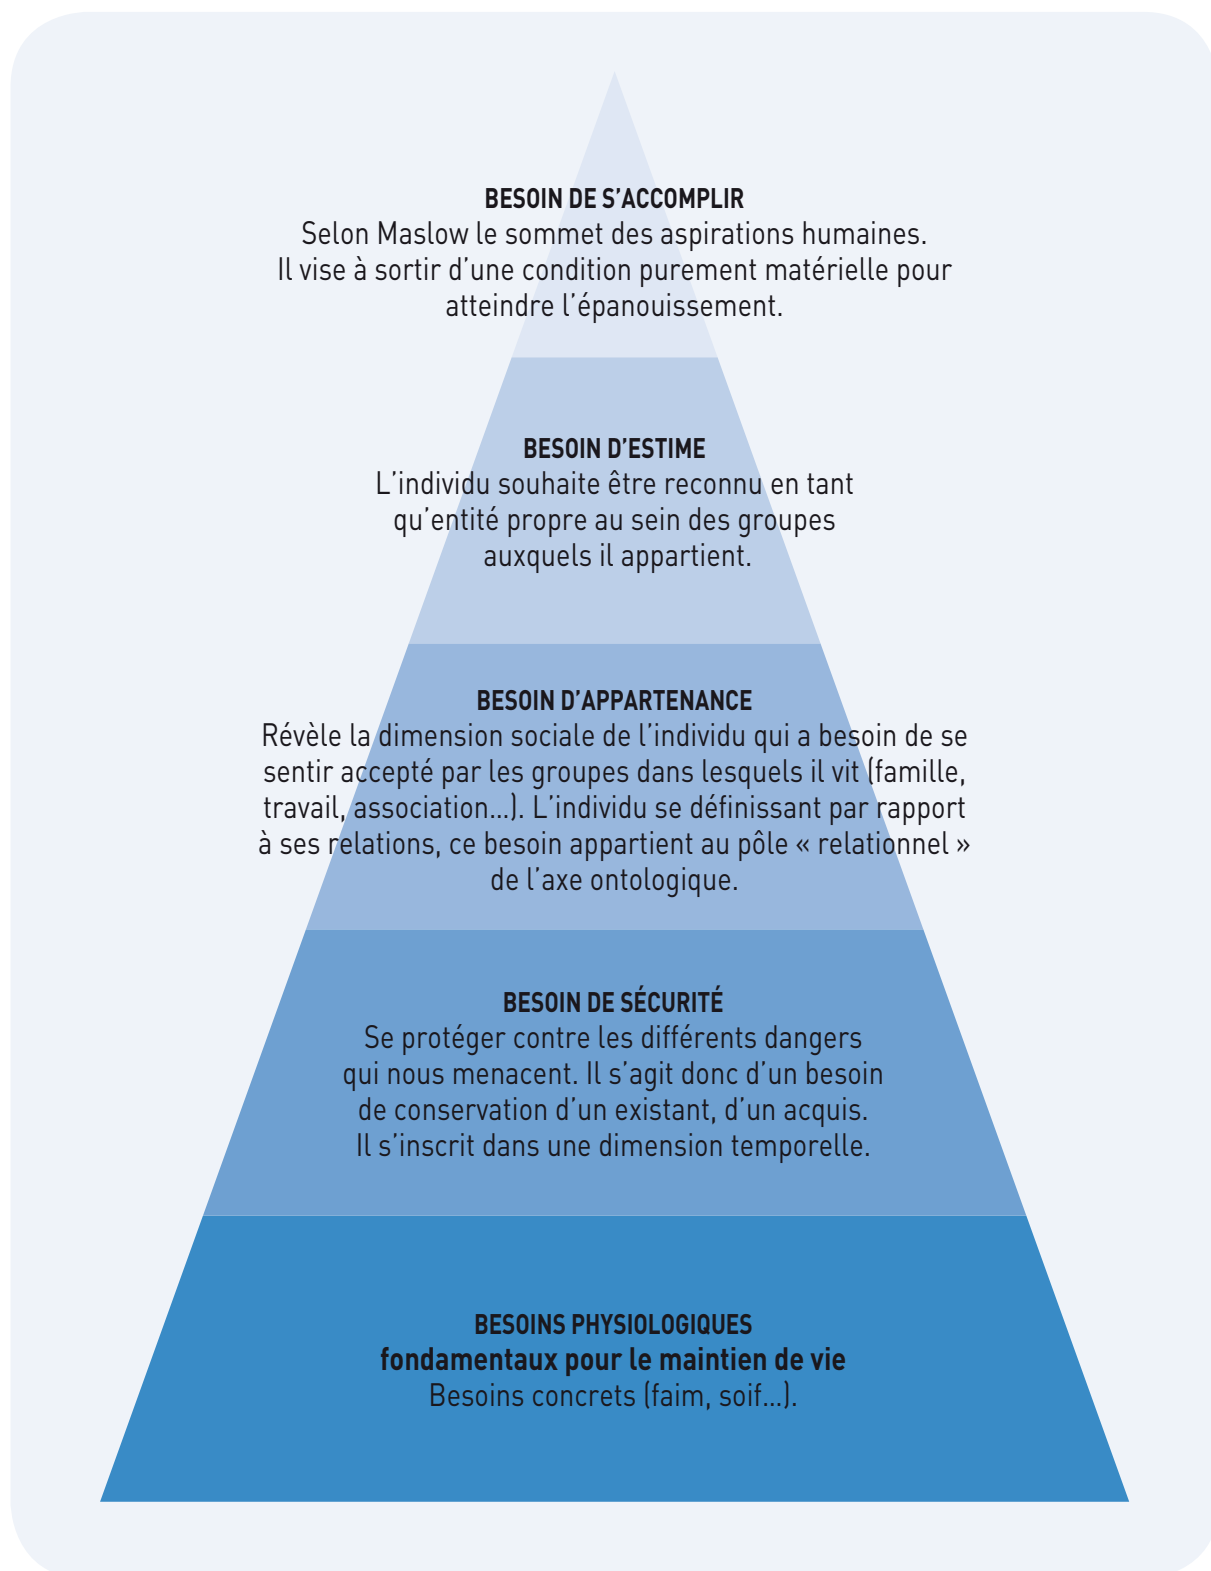 BESOIN DE S’ACCOMPLIR
Selon Maslow le sommet des aspirations humaines.
Il vise à sortir d’une condition purement matérielle pour
atteindre l’épanouissement.
BESOIN D’ESTIME
L’individu souhaite être reconnu en tant
qu’entité propre au sein des groupes
auxquels il appartient.
BESOIN D’APPARTENANCE
Révèle la dimension sociale de l’individu qui a besoin de se
sentir accepté par les groupes dans lesquels il vit (famille,
travail, association...). L’individu se définissant par rapport
à ses relations, ce besoin appartient au pôle « relationnel »
de l’axe ontologique.
BESOIN DE SÉCURITÉ
Se protéger contre les différents dangers
qui nous menacent. Il s’agit donc d’un besoin
de conservation d’un existant, d’un acquis.
Il s’inscrit dans une dimension temporelle.
BESOINS PHYSIOLOGIQUES
fondamentaux pour le maintien de vie
Besoins concrets (faim, soif...).